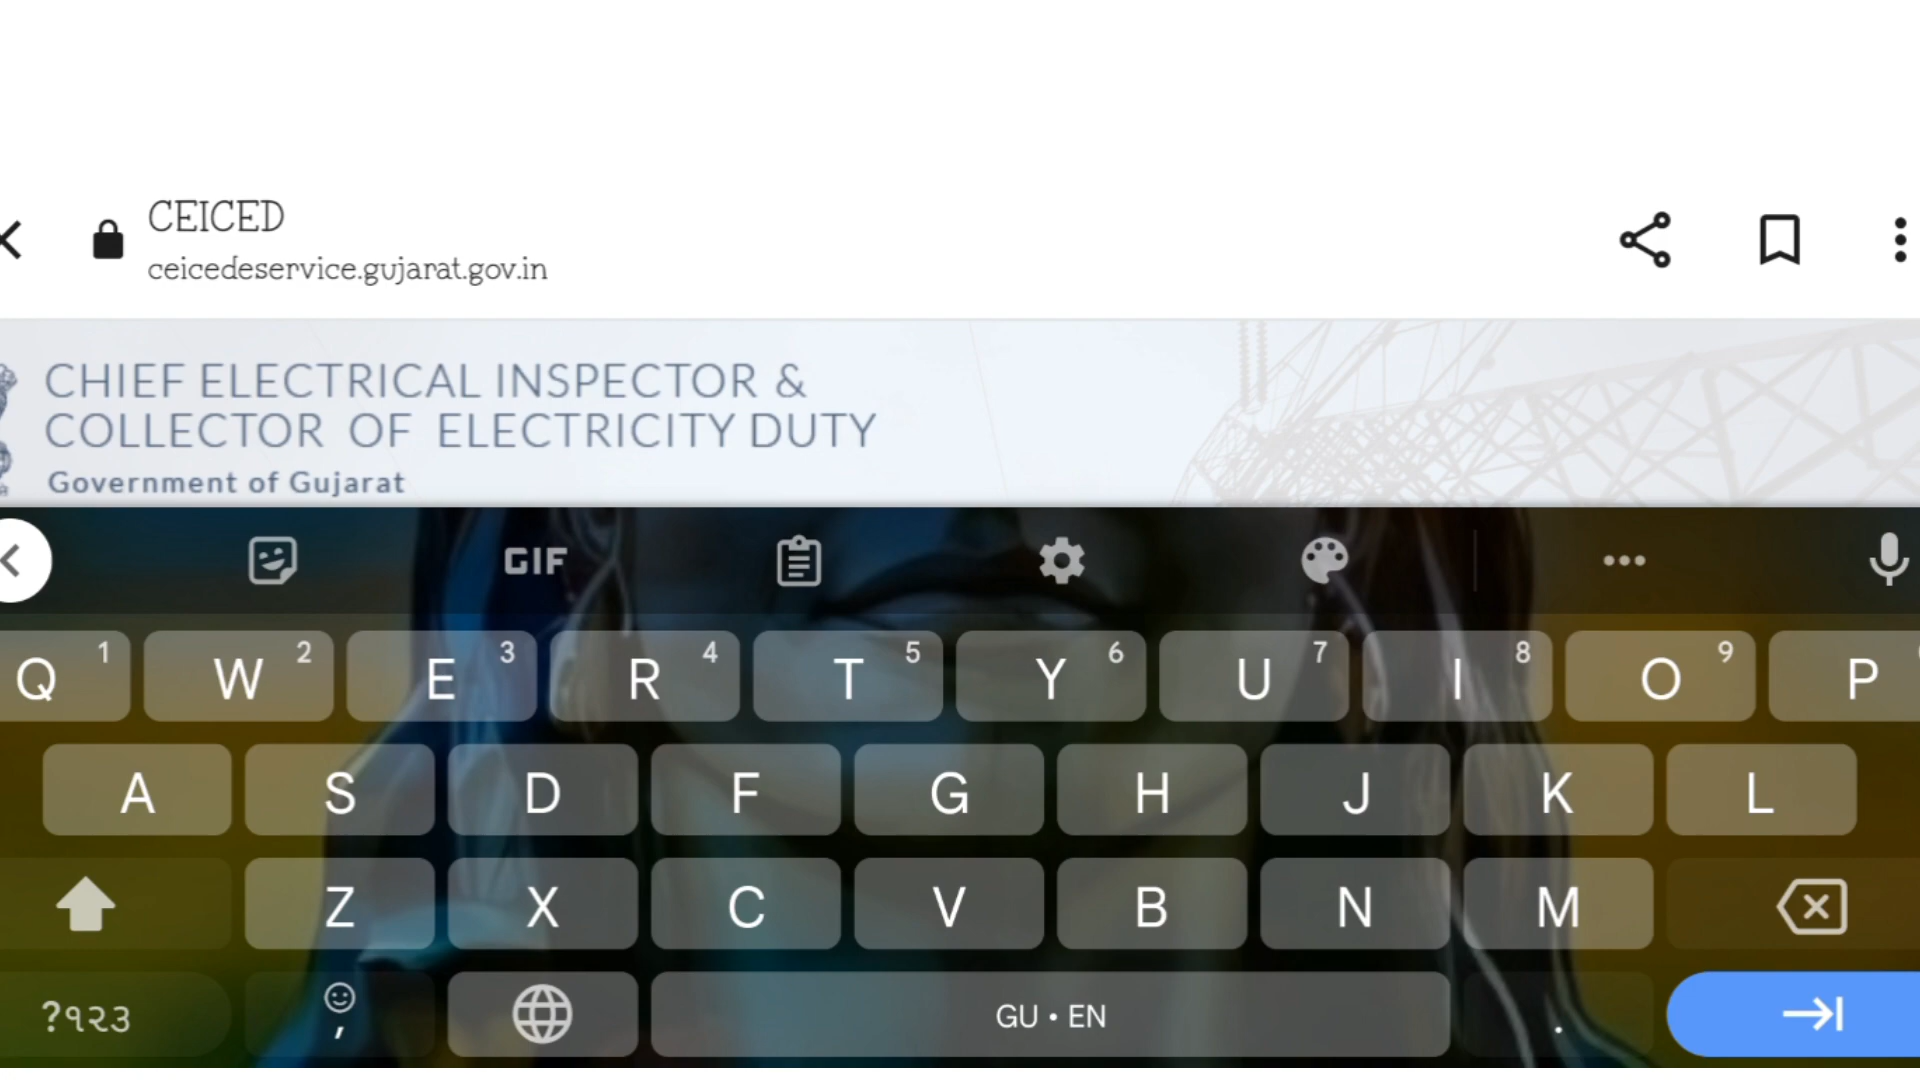 CEICED
ceicedeservice.gujarat.gov.in
CHIEF ELECTRICAL INSPECTOR &
COLLECTOR OF ELECTRICITY DUTY
Government of Gujarat
GIF
Q 1 W 2 E 3 R 4 T 5 Y 6 U 7 I 8 O 9 P
A S D F G H J K L
Z X C V B N M
?૧૨૩ , GU • EN .